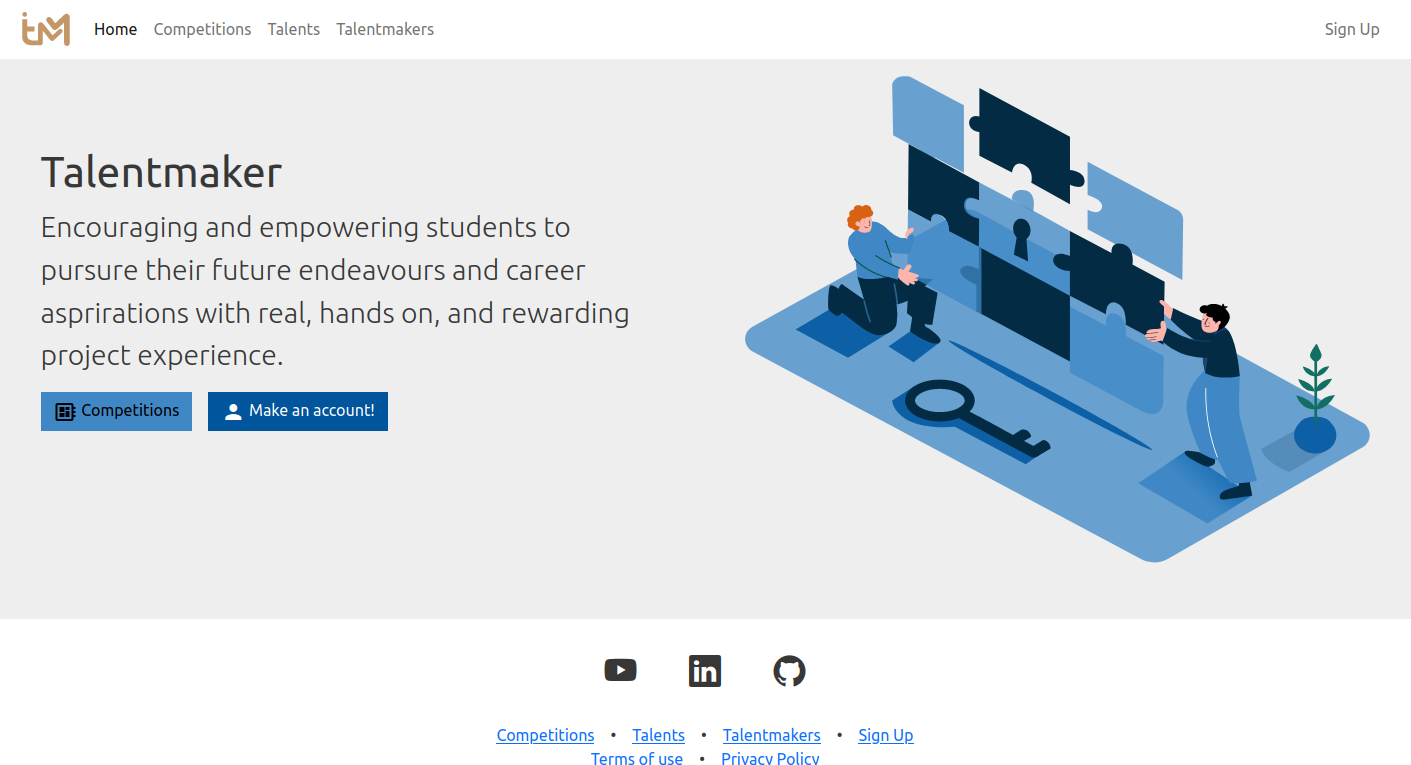 tM Home Competitions Talents Talentmakers Sign Up
Talentmaker
Encouraging and empowering students to
pursure their future endeavours and career
asprirations with real, hands on, and rewarding
project experience.
Competitions Make an account!
in
Competitions • Talents • Talentmakers • Sign Up
Terms of use • Privacy Policy